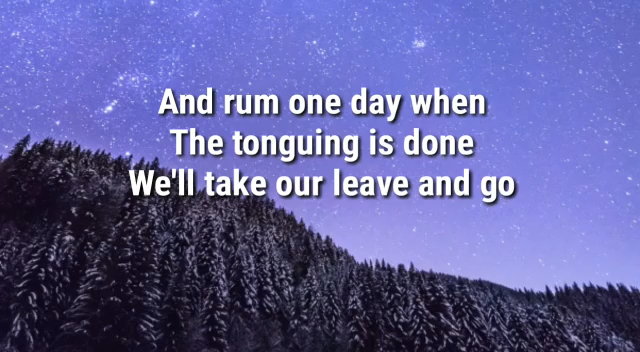 And rum one day when
The tonguing is done
We'll take our leave and go